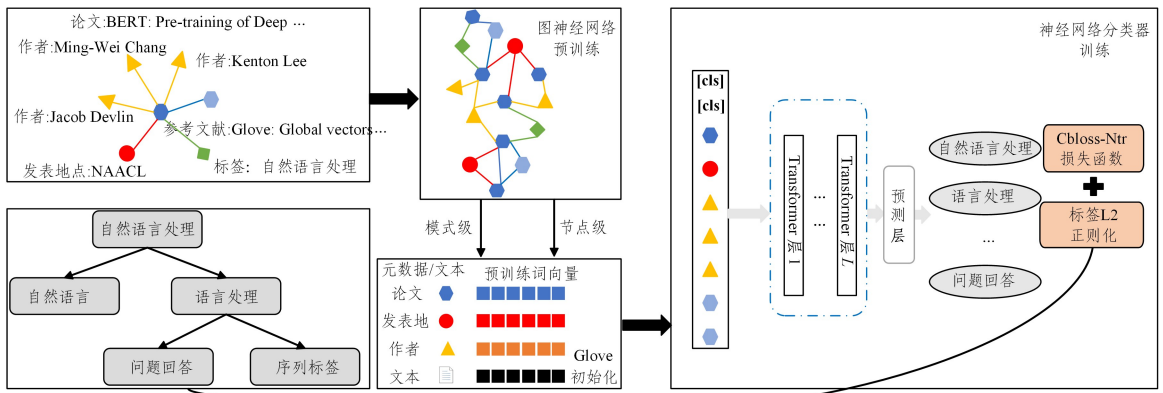 论文:BERT: Pre-training of Deep …
作者:Ming-Wei Chang
作者:Kenton Lee
作者:Jacob Devlin
参考文献:Glove: Global vectors…
发表地点:NAACL
标签：自然语言处理
图神经网络
预训练
模式级
节点级
自然语言处理
自然语言
语言处理
问题回答
序列标签
元数据/文本
预训练词向量
论文
发表地
作者
文本
Glove
初始化
神经网络分类器
训练
[cls]
[cls]
Transformer 层 1
...
...
Transformer 层 L
预测层
自然语言处理
语言处理
...
问题回答
Cbloss-Ntr
损失函数
标签L2
正则化